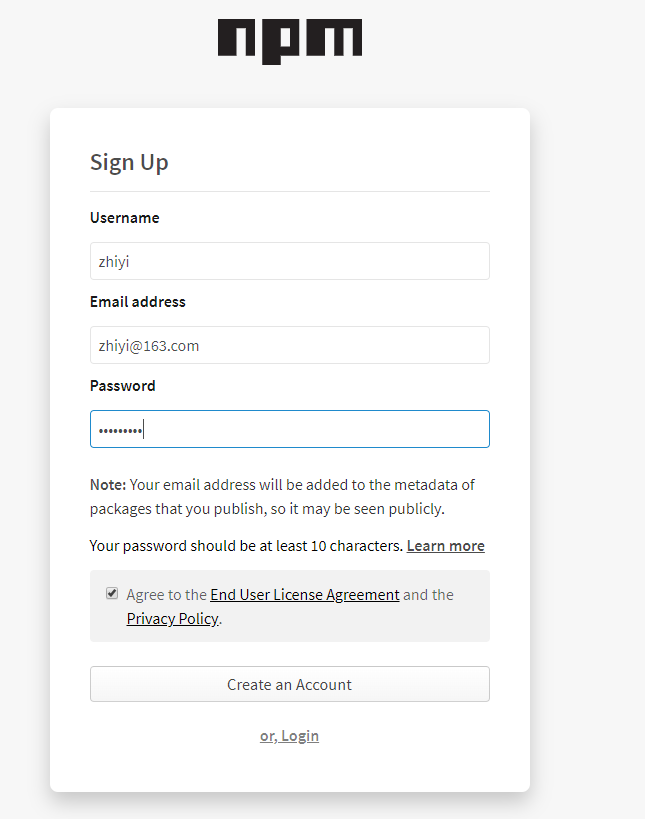 npm
Sign Up
Username
zhiyi
Email address
zhiyi@163.com
Password
•••••••••
Note: Your email address will be added to the metadata of
packages that you publish, so it may be seen publicly.
Your password should be at least 10 characters. Learn more
Agree to the End User License Agreement and the
Privacy Policy.
Create an Account
or, Login